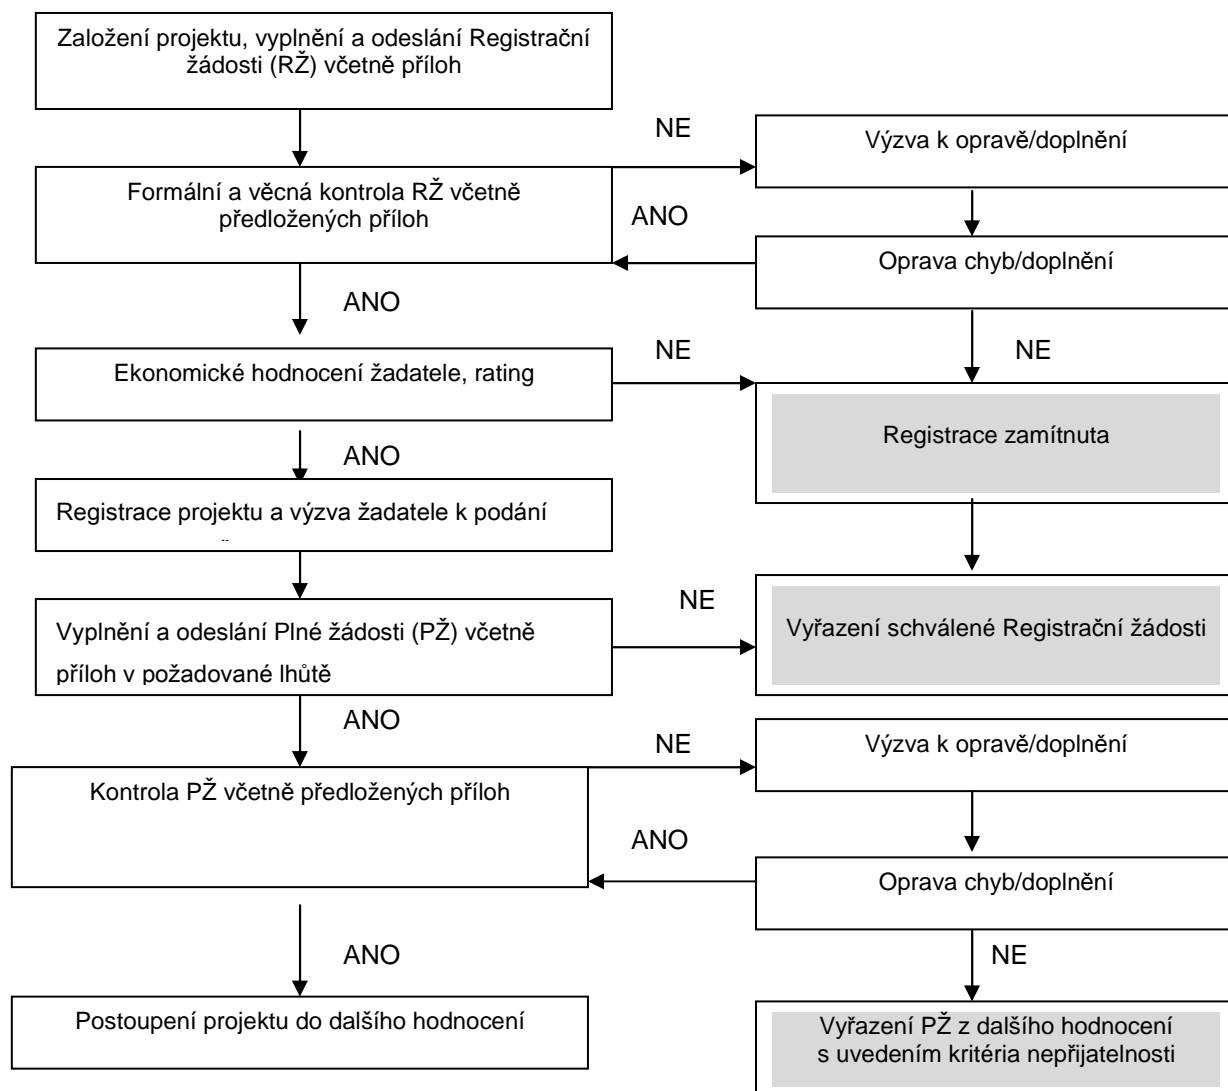 Založení projektu, vyplnění a odeslání Registrační
žádosti (RŽ) včetně příloh
NE
Výzva k opravě/doplnění
Formální a věcná kontrola RŽ včetně
předložených příloh
ANO
Oprava chyb/doplnění
ANO
NE
NE
Ekonomické hodnocení žadatele, rating
Registrace zamítnuta
ANO
Registrace projektu a výzva žadatele k podání
NE
Vyplnění a odeslání Plné žádosti (PŽ) včetně
příloh v požadované lhůtě
Vyřazení schválené Registrační žádosti
ANO
NE
Výzva k opravě/doplnění
Kontrola PŽ včetně předložených příloh
ANO
Oprava chyb/doplnění
ANO
NE
Postoupení projektu do dalšího hodnocení
Vyřazení PŽ z dalšího hodnocení
s uvedením kritéria nepřijatelnosti